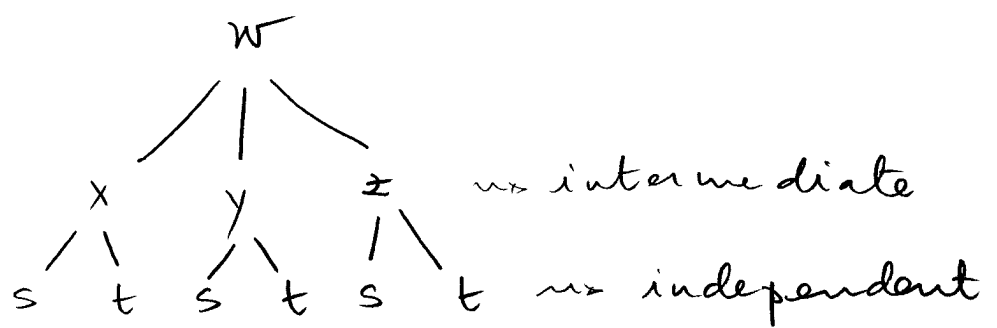 w
x y z ⇝ intermediate
s t s t s t ⇝ independent